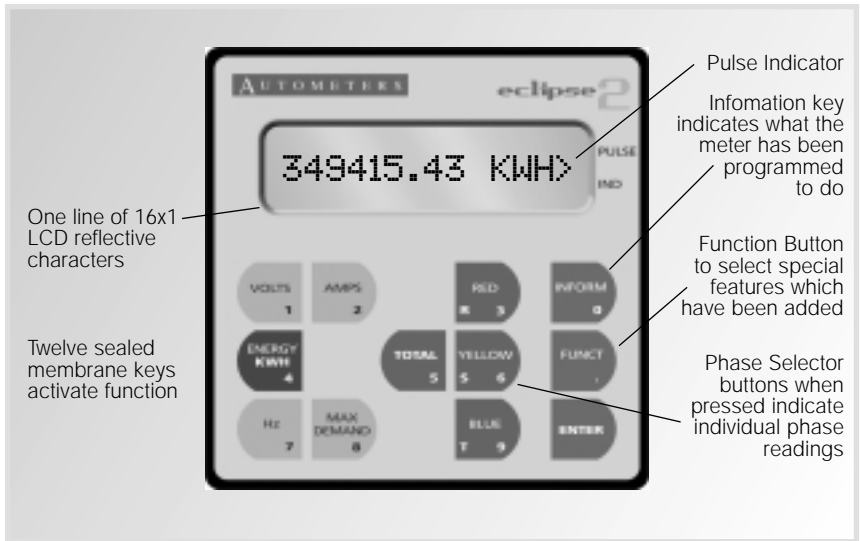 AUTOMETERS
eclipse2
349415.43 KWH>
PULSE
IND
Pulse Indicator
Infomation key
indicates what the
meter has been
programmed
to do
One line of 16x1
LCD reflective
characters
Function Button
to select special
features which
have been added
Twelve sealed
membrane keys
activate function
Phase Selector
buttons when
pressed indicate
individual phase
readings
VOLTS
1
AMPS
2
RED
R 3
INFORM
0
ENERGY
KWH
4
TOTAL
5
YELLOW
S 6
FUNCT
.
Hz
7
MAX
DEMAND
8
BLUE
T 9
ENTER